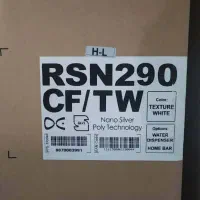 H-L
RSN290
CF/TW
Color:
TEXTURE
WHITE
Nano Silver
Poly Technology
Options:
WATER
DISPENSER
HOME BAR